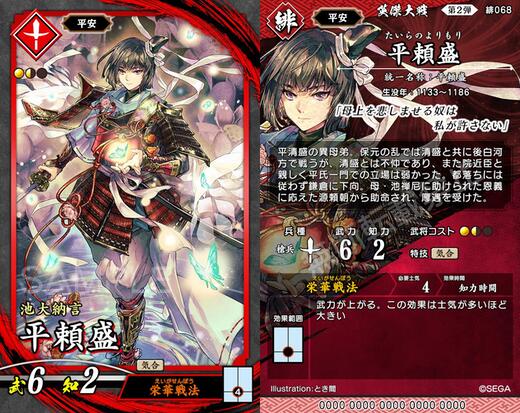 平安
池大納言
平頼盛
気合
武6 知2
えいがせんぽう
栄華戦法
4
緋
平安
英傑大戦
第2弾
緋068
たいらのよりもり
平頼盛
統一名称:平頼盛
生没年:1133～1186
「母上を悲しませる奴は
私が許さない」
平清盛の異母弟。保元の乱では清盛と共に後白河
方で戦うが、清盛とは不仲であり、また院近臣と
親しく平氏一門での立場は弱かった。都落ちには
従わず鎌倉に下向。母・池禅尼に助けられた恩義
に応えた源頼朝から助命され、厚遇を受けた。
兵種 武力 知力 武将コスト
槍兵 6 2
特技 気合
えいがせんぽう
栄華戦法
必要士気 4
効果時間 知力時間
効果範囲
武力が上がる。この効果は士気が多いほど
大きい
Illustration:とき間
©SEGA
0000-0000-0000-0000-0000